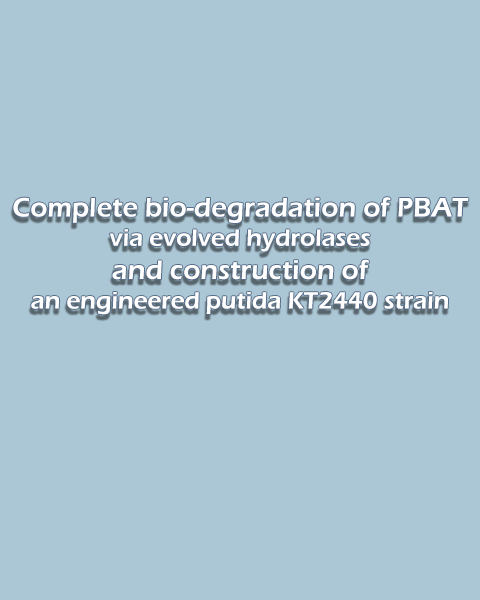 Complete bio-degradation of PBAT
via evolved hydrolases
and construction of
an engineered putida KT2440 strain